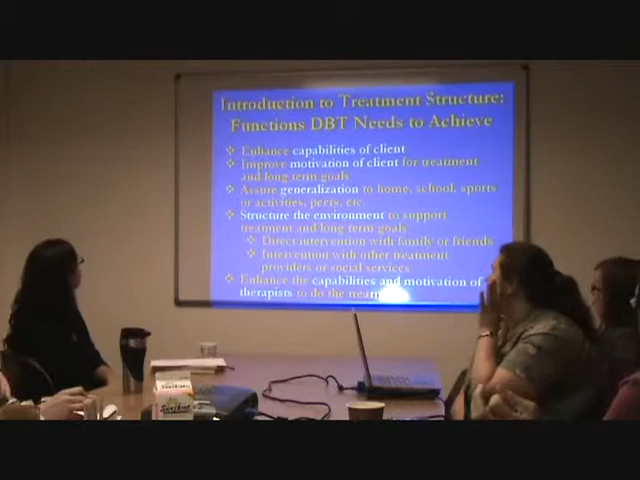 Introduction to Treatment Structure:
Functions DBT Needs to Achieve
❖ Enhance capabilities of client
❖ Improve motivation of client for treatment
and long term goals
❖ Assure generalization to home, school, sports
or activities, peers, etc.
❖ Structure the environment to support
treatment and long term goals
❖ Direct intervention with family or friends
❖ Intervention with other treatment
providers or social services
❖ Enhance the capabilities and motivation of
therapists to do the treatment